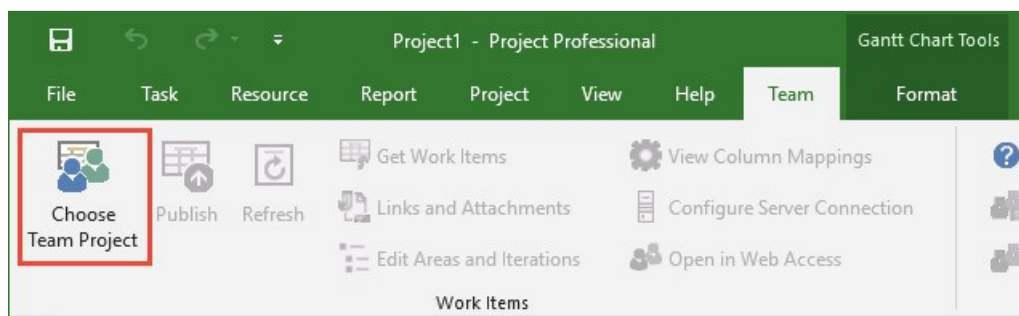 Project1 - Project Professional
Gantt Chart Tools
File Task Resource Report Project View Help Team Format
Choose
Team Project
Publish
Refresh
Get Work Items
Links and Attachments
Edit Areas and Iterations
View Column Mappings
Configure Server Connection
Open in Web Access
Work Items